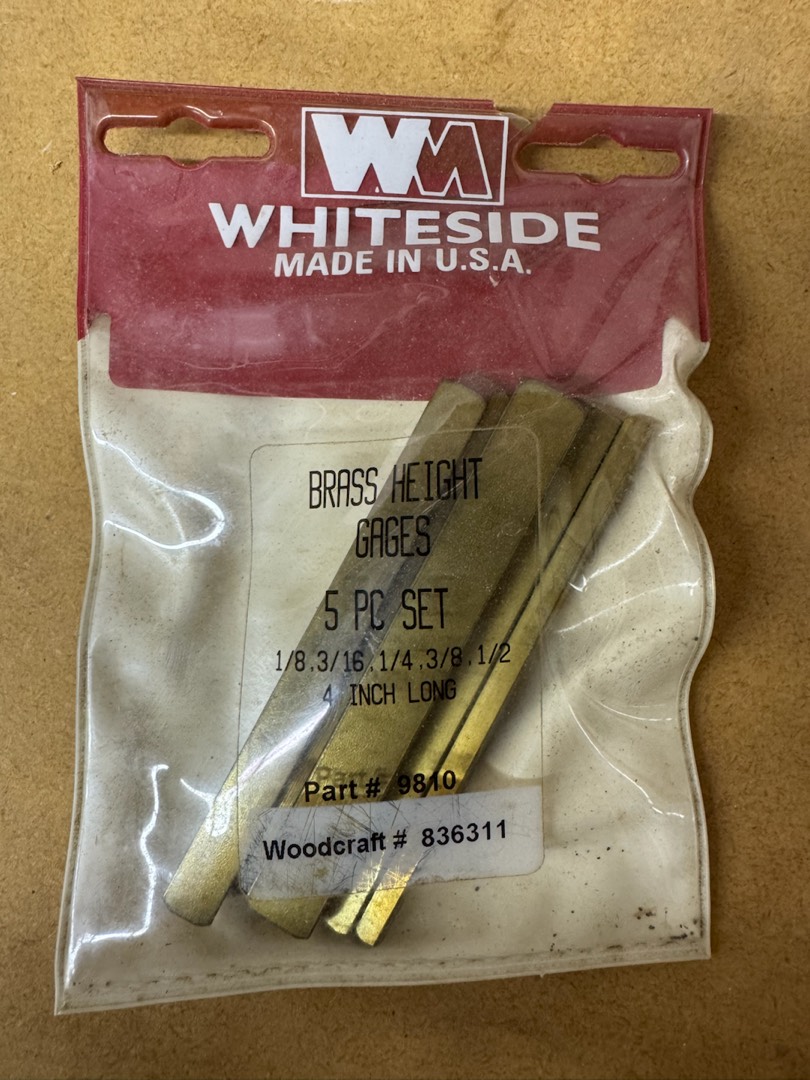 WM
WHITESIDE
MADE IN U.S.A.
BRASS HEIGHT
GAGES
5 PC SET
1/8,3/16,1/4,3/8,1/2
4 INCH LONG
Part # 9810
Woodcraft # 836311